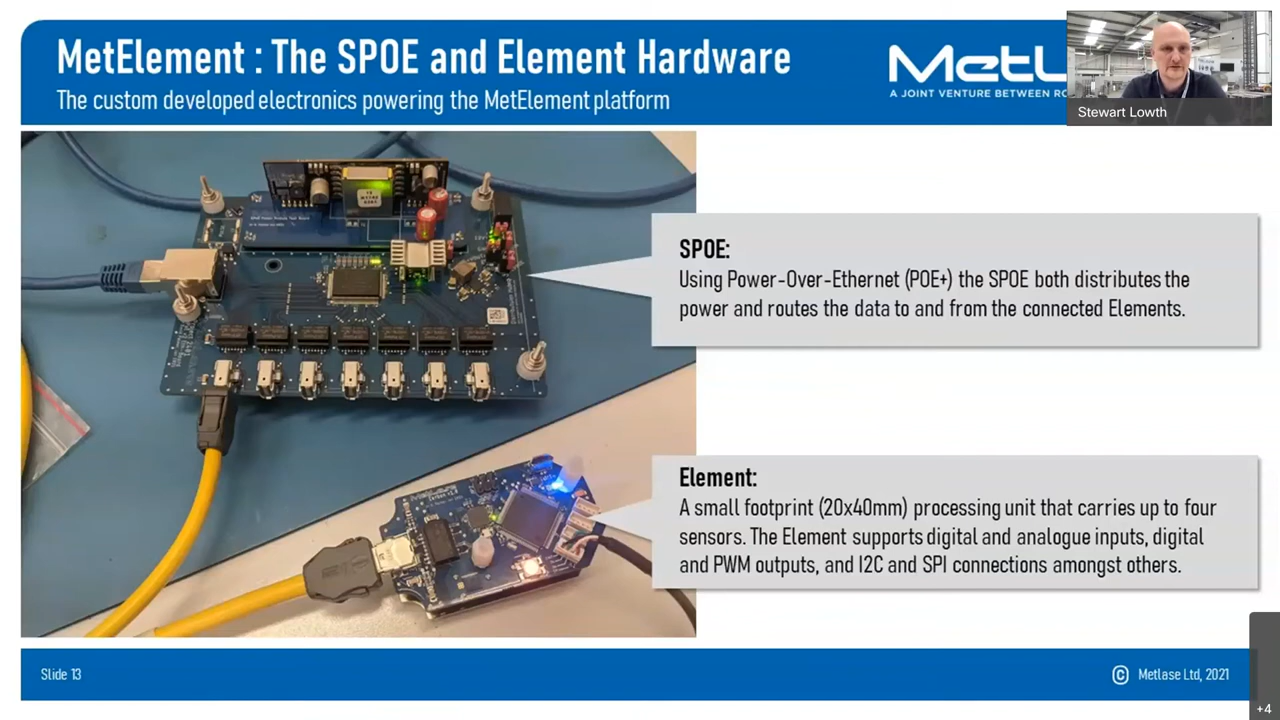 MetElement : The SPOE and Element Hardware
The custom developed electronics powering the MetElement platform
MetL
A JOINT VENTURE BETWEEN RO
Stewart Lowth
SPOE:
Using Power-Over-Ethernet (POE+) the SPOE both distributes the
power and routes the data to and from the connected Elements.
Element:
A small footprint (20x40mm) processing unit that carries up to four
sensors. The Element supports digital and analogue inputs, digital
and PWM outputs, and I2C and SPI connections amongst others.
Slide 13
© Metlase Ltd, 2021
+4